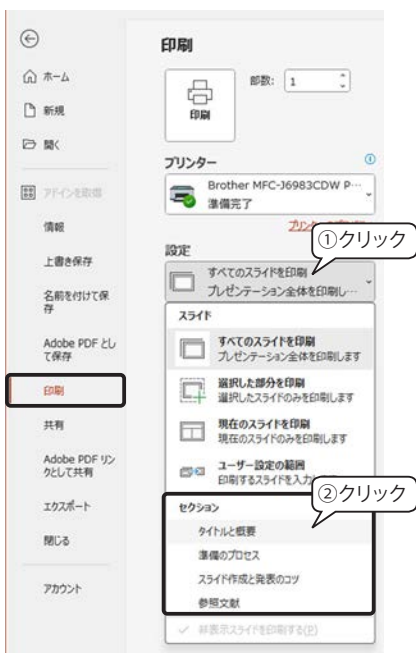 印刷
ホーム
新規
開く
アドインを取得
情報
上書き保存
名前を付けて保
存
Adobe PDF とし
て保存
印刷
共有
Adobe PDF リン
クとして共有
エクスポート
閉じる
アカウント
印刷
部数: 1
プリンター
Brother MFC-J6983CDW P…
準備完了
①クリック
設定
すべてのスライドを印刷
プレゼンテーション全体を印刷し…
スライド
すべてのスライドを印刷
プレゼンテーション全体を印刷します
選択した部分を印刷
選択したスライドのみを印刷します
現在のスライドを印刷
現在のスライドのみを印刷します
ユーザー設定の範囲
印刷するスライドを入力
②クリック
セクション
タイトルと概要
準備のプロセス
スライド作成と発表のコツ
参照文献
非表示スライドを印刷する(P)